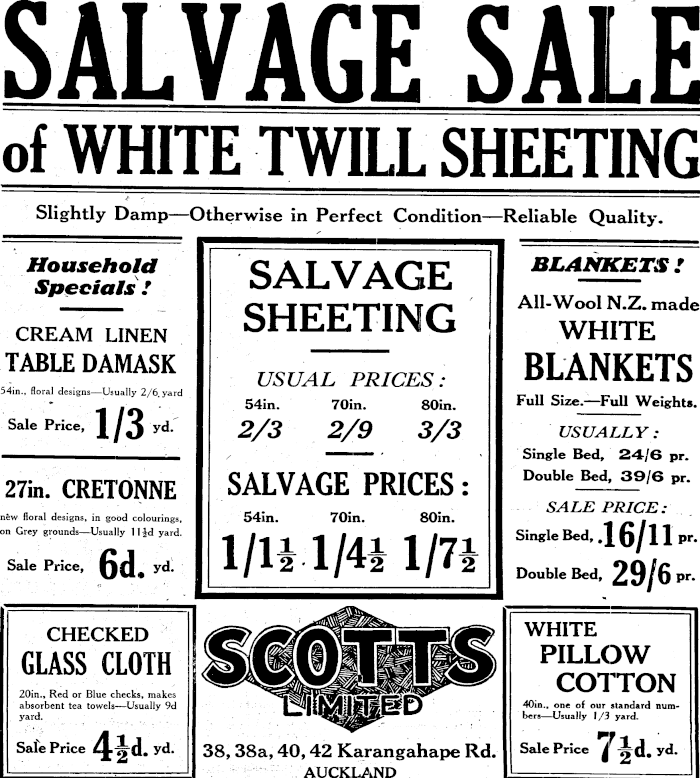 SALVAGE SALE
of WHITE TWILL SHEETING
Slightly Damp—Otherwise in Perfect Condition—Reliable Quality.
Household
Specials!
CREAM LINEN
TABLE DAMASK
54in., floral designs—Usually 2/6 yard
Sale Price, 1/3 yd.
27in. CRETONNE
new floral designs, in good colourings,
on Grey grounds—Usually 11½d yard.
Sale Price, 6d. yd.
SALVAGE
SHEETING
USUAL PRICES:
54in. 70in. 80in.
2/3 2/9 3/3
SALVAGE PRICES:
54in. 70in. 80in.
1/1½ 1/4½ 1/7½
BLANKETS!
All-Wool N.Z. made
WHITE
BLANKETS
Full Size.—Full Weights.
USUALLY:
Single Bed, 24/6 pr.
Double Bed, 39/6 pr.
SALE PRICE:
Single Bed, 16/11 pr.
Double Bed, 29/6 pr.
CHECKED
GLASS CLOTH
20in., Red or Blue checks, makes
absorbent tea towels—Usually 9d
yard.
Sale Price 4½d. yd.
SCOTTS
LIMITED
38, 38a, 40, 42 Karangahape Rd.
AUCKLAND
WHITE
PILLOW
COTTON
40in., one of our standard num-
bers—Usually 1/3 yard.
Sale Price 7½d. yd.